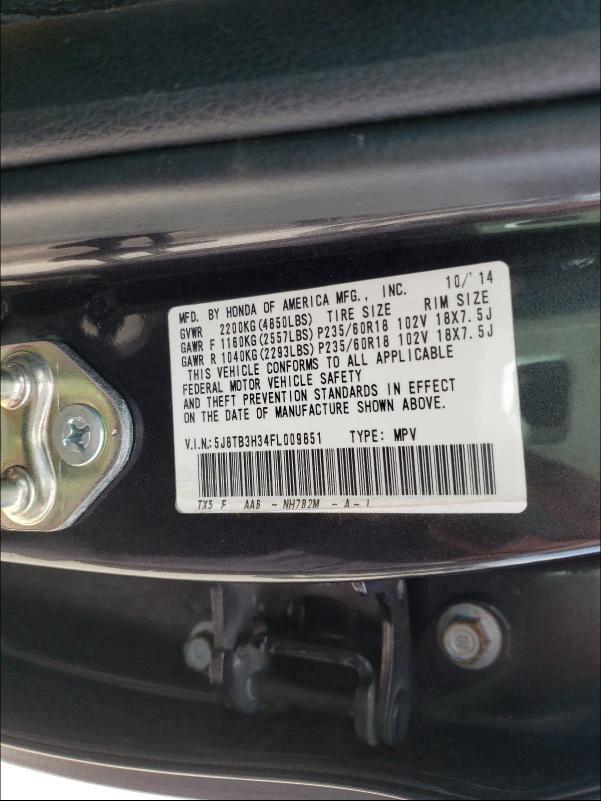 MFD. BY HONDA OF AMERICA MFG., INC. 10/'14
GVWR 2200KG(4850LBS) TIRE SIZE RIM SIZE
GAWR F 1160KG(2557LBS)P235/60R18 102V 18X7.5J
GAWR R 1040KG(2293LBS)P235/60R18 102V 18X7.5J
THIS VEHICLE CONFORMS TO ALL APPLICABLE
FEDERAL MOTOR VEHICLE SAFETY
AND THEFT PREVENTION STANDARDS IN EFFECT
ON THE DATE OF MANUFACTURE SHOWN ABOVE.
V.I.N.:5J8TB3H34FL009851 TYPE: MPV
TX5 F AA6 - NH782M - A - 1